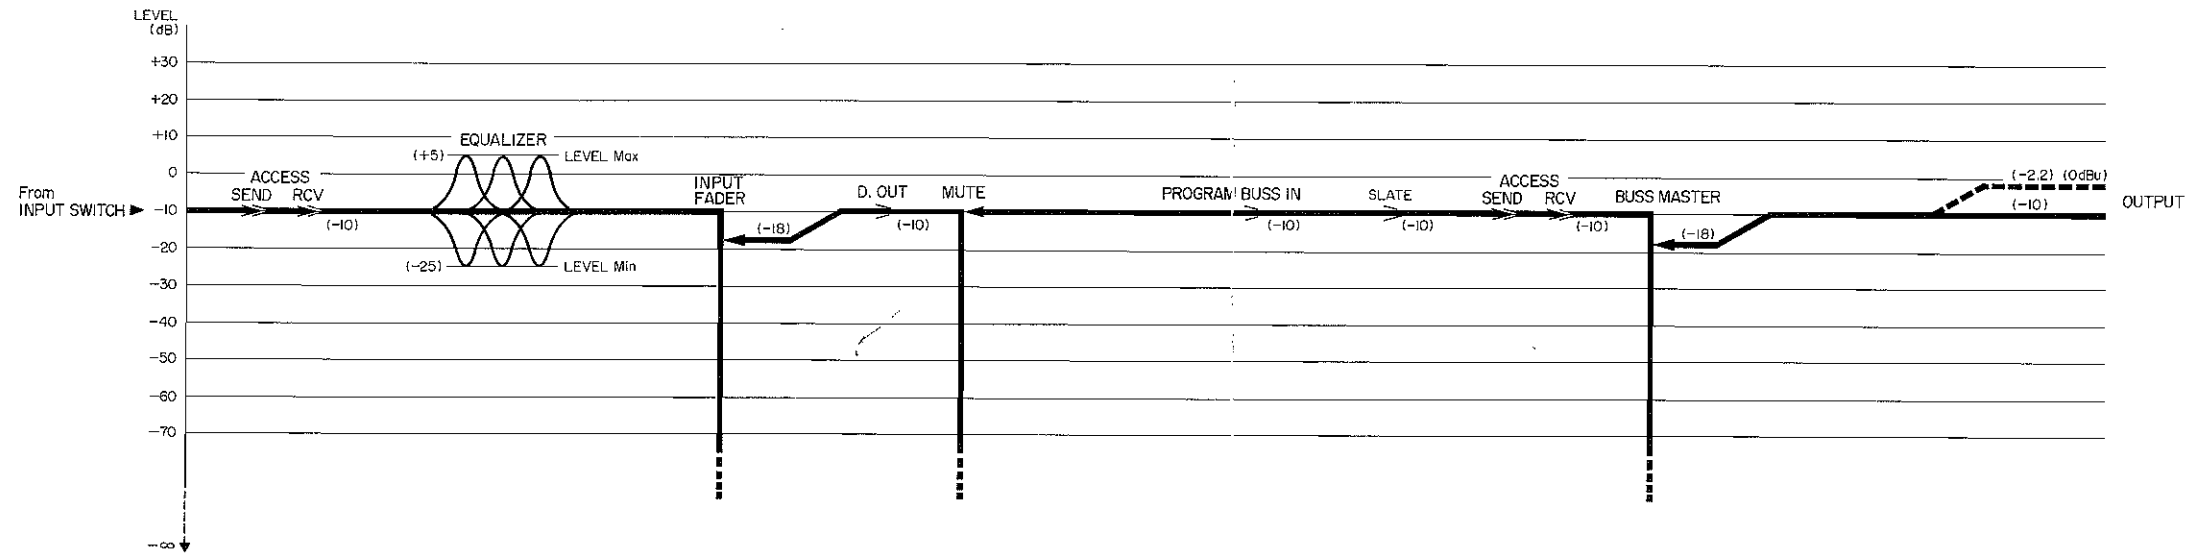 LEVEL
(dB)
+30
+20
+10
0
-10
-20
-30
-40
-50
-60
-70
-∞
From
INPUT SWITCH
ACCESS
SEND RCV
(-10)
EQUALIZER
(+5)
LEVEL Max
(-25)
LEVEL Min
INPUT
FADER
(-18)
D. OUT
(-10)
MUTE
PROGRAM BUSS IN
(-10)
SLATE
(-10)
ACCESS
SEND RCV
(-10)
BUSS MASTER
(-18)
(-2.2) (0dBu)
(-10)
OUTPUT